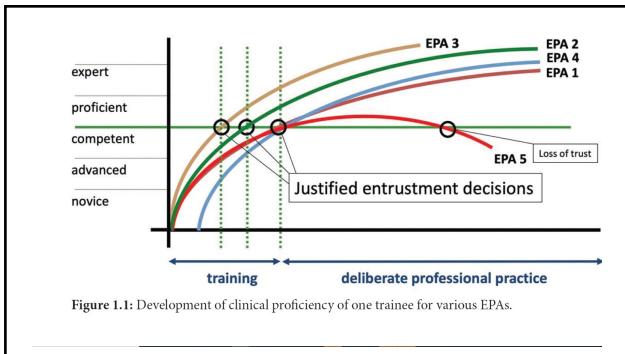 EPA 3
EPA 2
EPA 4
EPA 1
expert
proficient
competent
advanced
novice
Loss of trust
EPA 5
Justified entrustment decisions
training
deliberate professional practice
Figure 1.1: Development of clinical proficiency of one trainee for various EPAs.